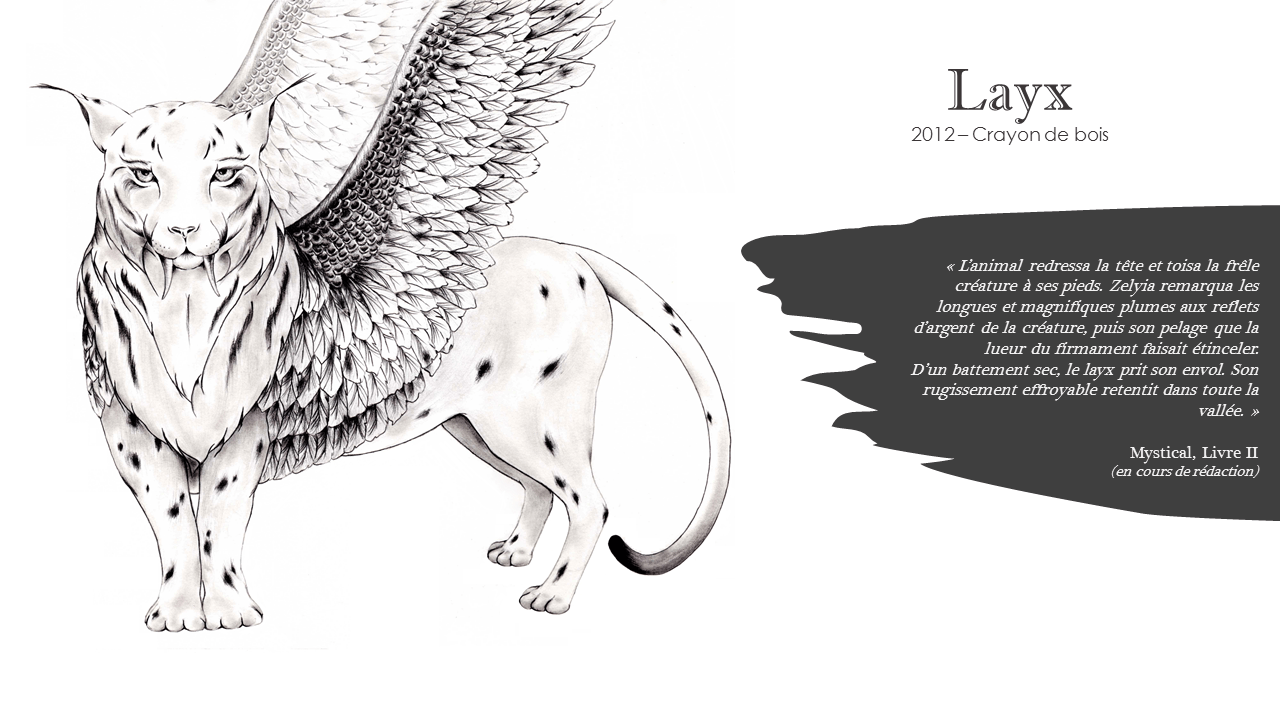 Layx
2012 – Crayon de bois
« L'animal redressa la tête et toisa la frêle
créature à ses pieds. Zelyia remarqua les
longues et magnifiques plumes aux reflets
d'argent de la créature, puis son pelage que la
lueur du firmament faisait étinceler.
D'un battement sec, le layx prit son envol. Son
rugissement effroyable retentit dans toute la
vallée. »
Mystical, Livre II
(en cours de rédaction)